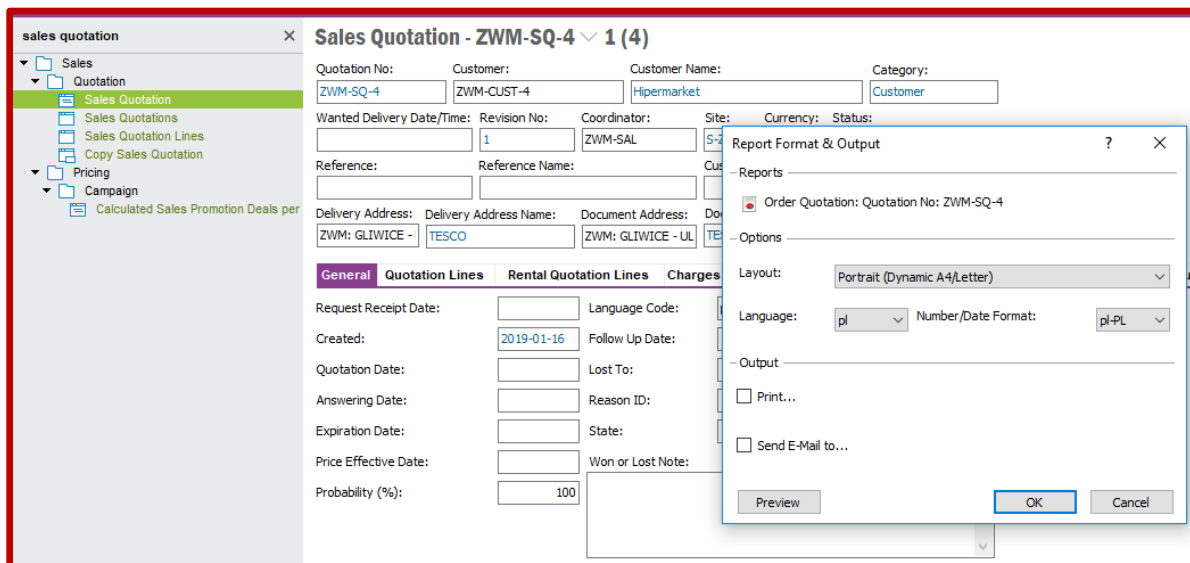 sales quotation ×
Sales
Quotation
Sales Quotation
Sales Quotations
Sales Quotation Lines
Copy Sales Quotation
Pricing
Campaign
Calculated Sales Promotion Deals per
Sales Quotation - ZWM-SQ-4 1 (4)
Quotation No: Customer: Customer Name: Category:
ZWM-SQ-4 ZWM-CUST-4 Hipermarket Customer
Wanted Delivery Date/Time: Revision No: Coordinator: Site: Currency: Status:
1 ZWM-SAL
Reference: Reference Name:
Delivery Address: Delivery Address Name: Document Address:
ZWM: GLIWICE - TESCO ZWM: GLIWICE - UL
General Quotation Lines Rental Quotation Lines Charges
Request Receipt Date: Language Code:
Created: 2019-01-16 Follow Up Date:
Quotation Date: Lost To:
Answering Date: Reason ID:
Expiration Date: State:
Price Effective Date: Won or Lost Note:
Probability (%): 100
Report Format & Output ? ×
Reports
Order Quotation: Quotation No: ZWM-SQ-4
Options
Layout: Portrait (Dynamic A4/Letter)
Language: pl Number/Date Format: pl-PL
Output
Print...
Send E-Mail to...
Preview OK Cancel